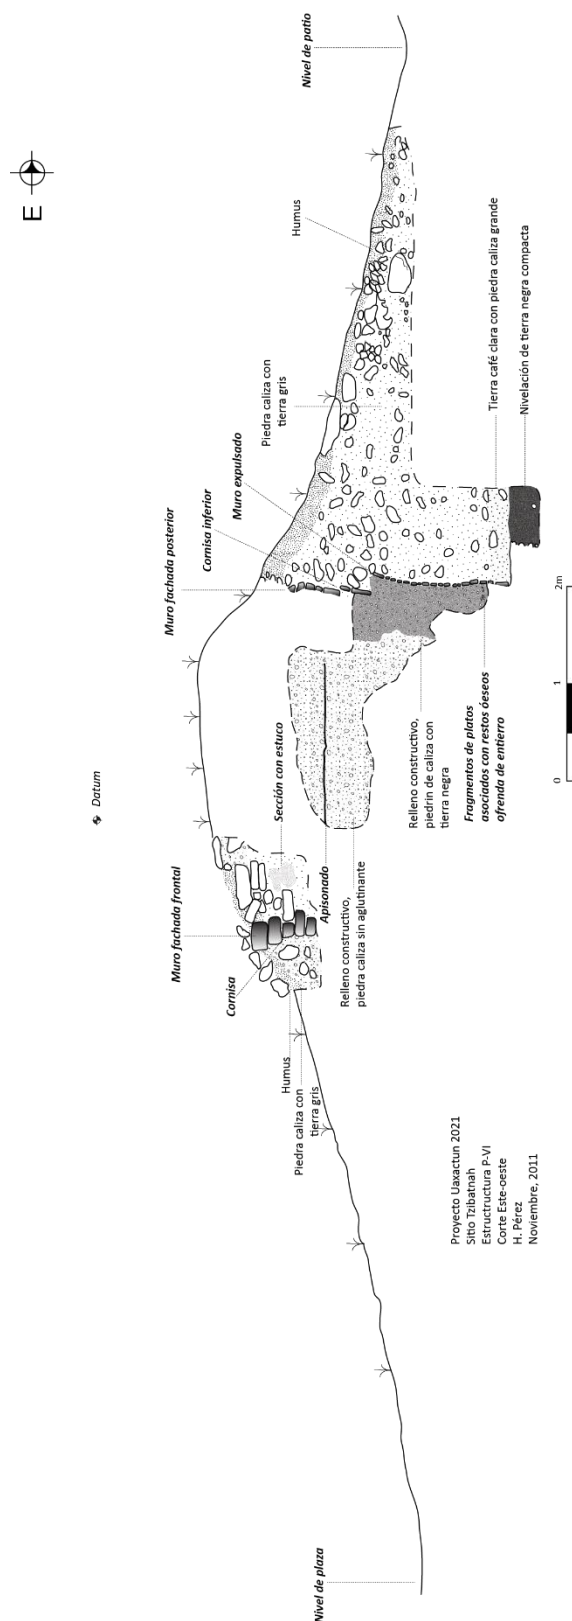 E
Datum
Muro fachada frontal
Muro fachada posterior
Cornisa inferior
Cornisa
Muro expulsado
Sección con estuco
Piedra caliza con
tierra gris
Humus
Nivel de patio
Humus
Piedra caliza con
tierra gris
Nivel de plaza
Apisonado
Relleno constructivo,
piedra caliza sin aglutinante
Relleno constructivo,
piedrin de caliza con
tierra negra
Fragmentos de platos
asociados con restos óeseos
ofrenda de entierro
Tierra café clara con piedra caliza grande
Nivelación de tierra negra compacta
Proyecto Uaxactun 2021
Sitio Tzibatnah
Estructructura P-VI
Corte Este-oeste
H. Pérez
Noviembre, 2011
0 1 2m